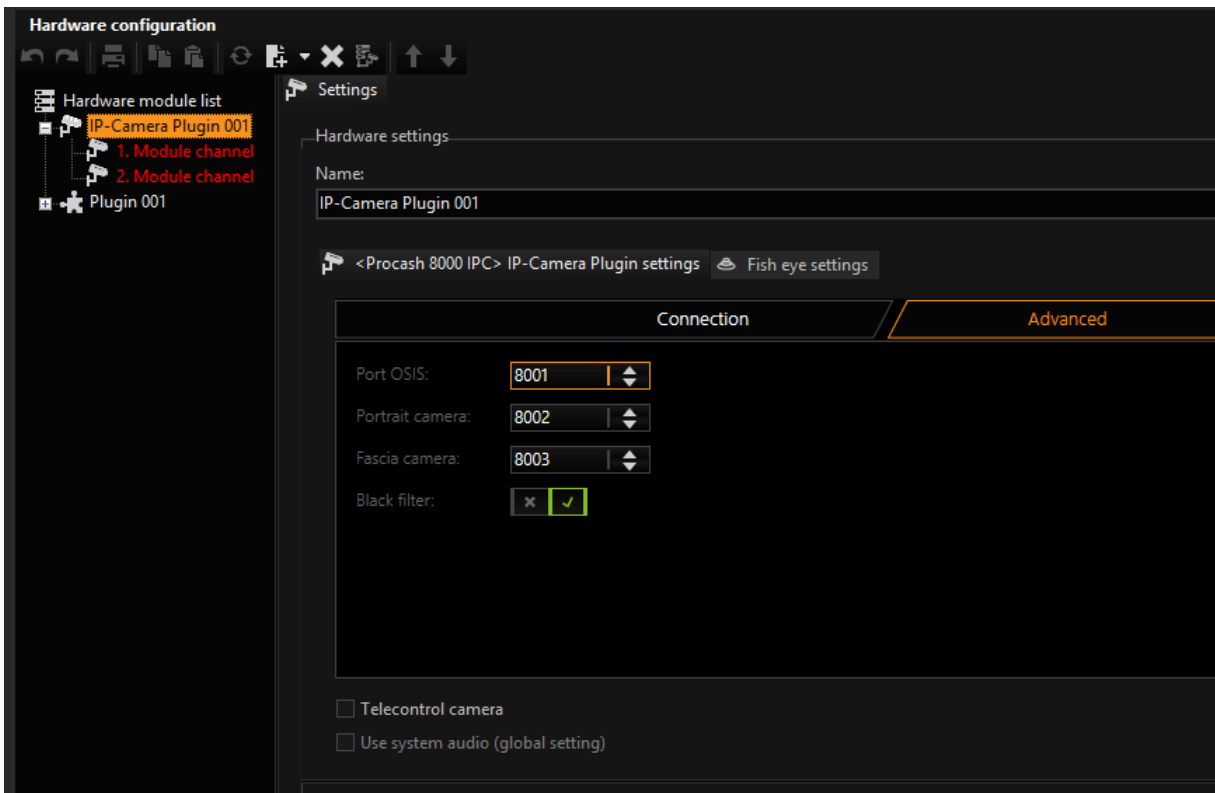 Hardware configuration
Hardware module list
IP-Camera Plugin 001
1. Module channel
2. Module channel
Plugin 001
Settings
Hardware settings
Name:
IP-Camera Plugin 001
<Procash 8000 IPC> IP-Camera Plugin settings
Fish eye settings
Connection
Advanced
Port OSIS:
8001
Portrait camera:
8002
Fascia camera:
8003
Black filter:
Telecontrol camera
Use system audio (global setting)